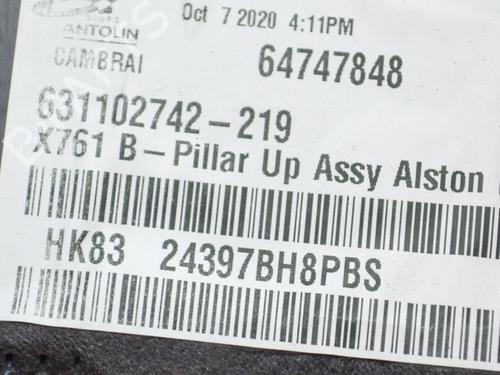 Oct 7 2020 4:11PM
ANTOLIN
CAMBRAI 64747848
631102742-219
X761 B-Pillar Up Assy Alston
HK83 24397BH8PBS